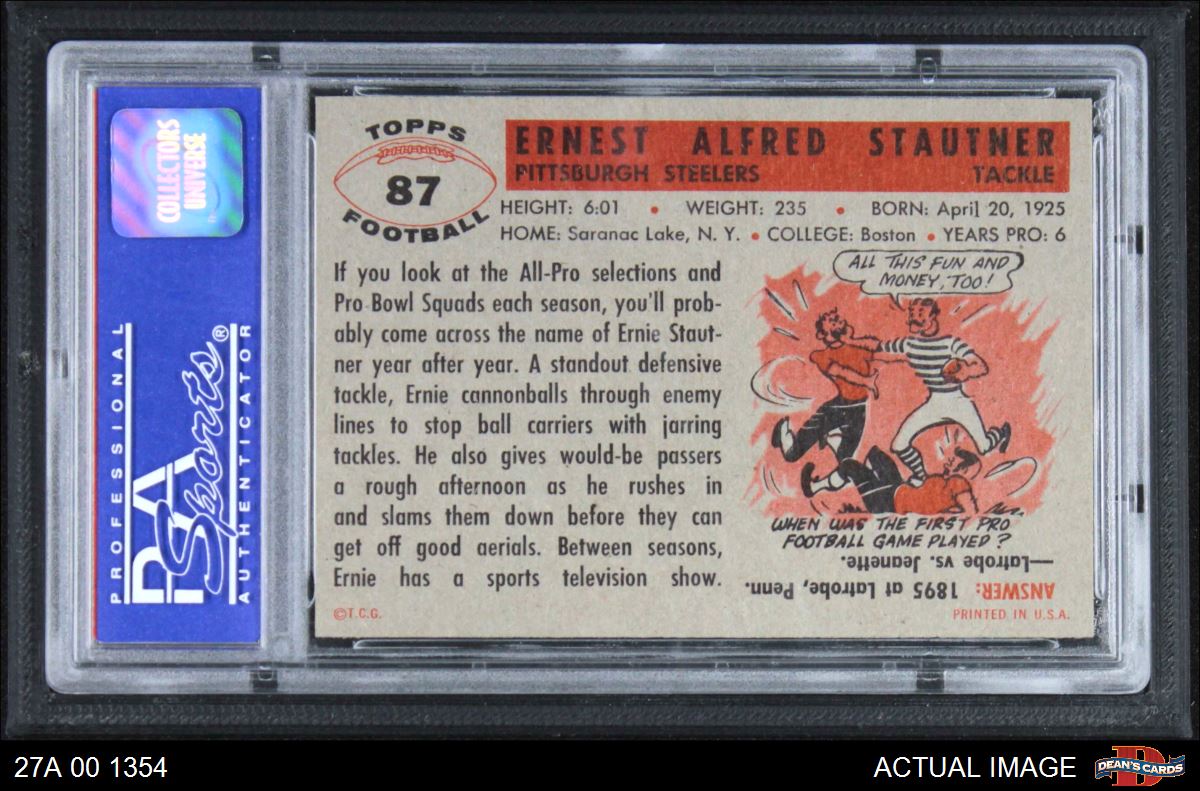 COLLECTORS
UNIVERSE
PROFESSIONAL
PSA
Sports®
AUTHENTICATOR
TOPPS
87
FOOTBALL
ERNEST ALFRED STAUTNER
PITTSBURGH STEELERS TACKLE
HEIGHT: 6:01 • WEIGHT: 235 • BORN: April 20, 1925
HOME: Saranac Lake, N. Y. • COLLEGE: Boston • YEARS PRO: 6
If you look at the All-Pro selections and
Pro Bowl Squads each season, you'll prob-
ably come across the name of Ernie Staut-
ner year after year. A standout defensive
tackle, Ernie cannonballs through enemy
lines to stop ball carriers with jarring
tackles. He also gives would-be passers
a rough afternoon as he rushes in
and slams them down before they can
get off good aerials. Between seasons,
Ernie has a sports television show.
©T.C.G.
ALL THIS FUN AND
MONEY, TOO!
WHEN WAS THE FIRST PRO
FOOTBALL GAME PLAYED?
ANSWER: 1895 at Latrobe, Penn.
—Latrobe vs. Jeanette.
PRINTED IN U.S.A.
27A 00 1354
ACTUAL IMAGE
DEAN'S CARDS